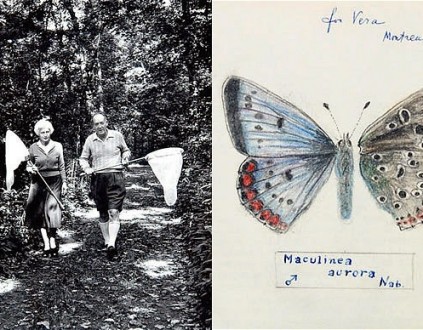 for Vera
Montreu
Maculinea
aurora
♂ Nab.